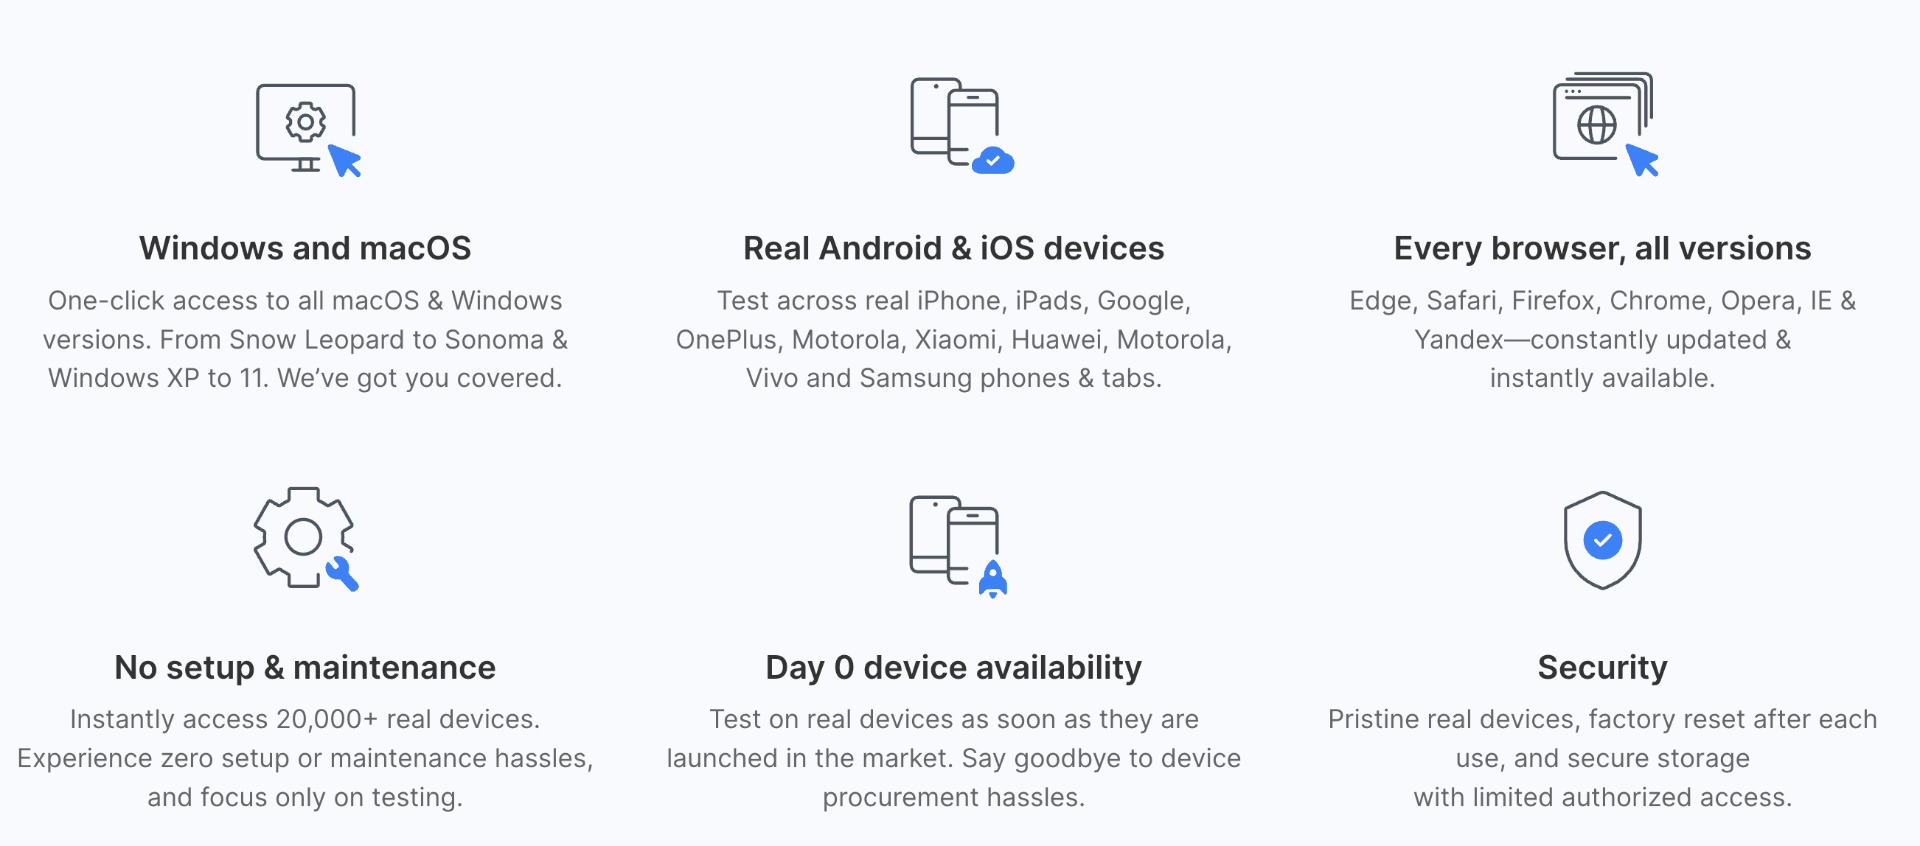 Windows and macOS
One-click access to all macOS & Windows
versions. From Snow Leopard to Sonoma &
Windows XP to 11. We’ve got you covered.
Real Android & iOS devices
Test across real iPhone, iPads, Google,
OnePlus, Motorola, Xiaomi, Huawei, Motorola,
Vivo and Samsung phones & tabs.
Every browser, all versions
Edge, Safari, Firefox, Chrome, Opera, IE &
Yandex—constantly updated &
instantly available.
No setup & maintenance
Instantly access 20,000+ real devices.
Experience zero setup or maintenance hassles,
and focus only on testing.
Day 0 device availability
Test on real devices as soon as they are
launched in the market. Say goodbye to device
procurement hassles.
Security
Pristine real devices, factory reset after each
use, and secure storage
with limited authorized access.